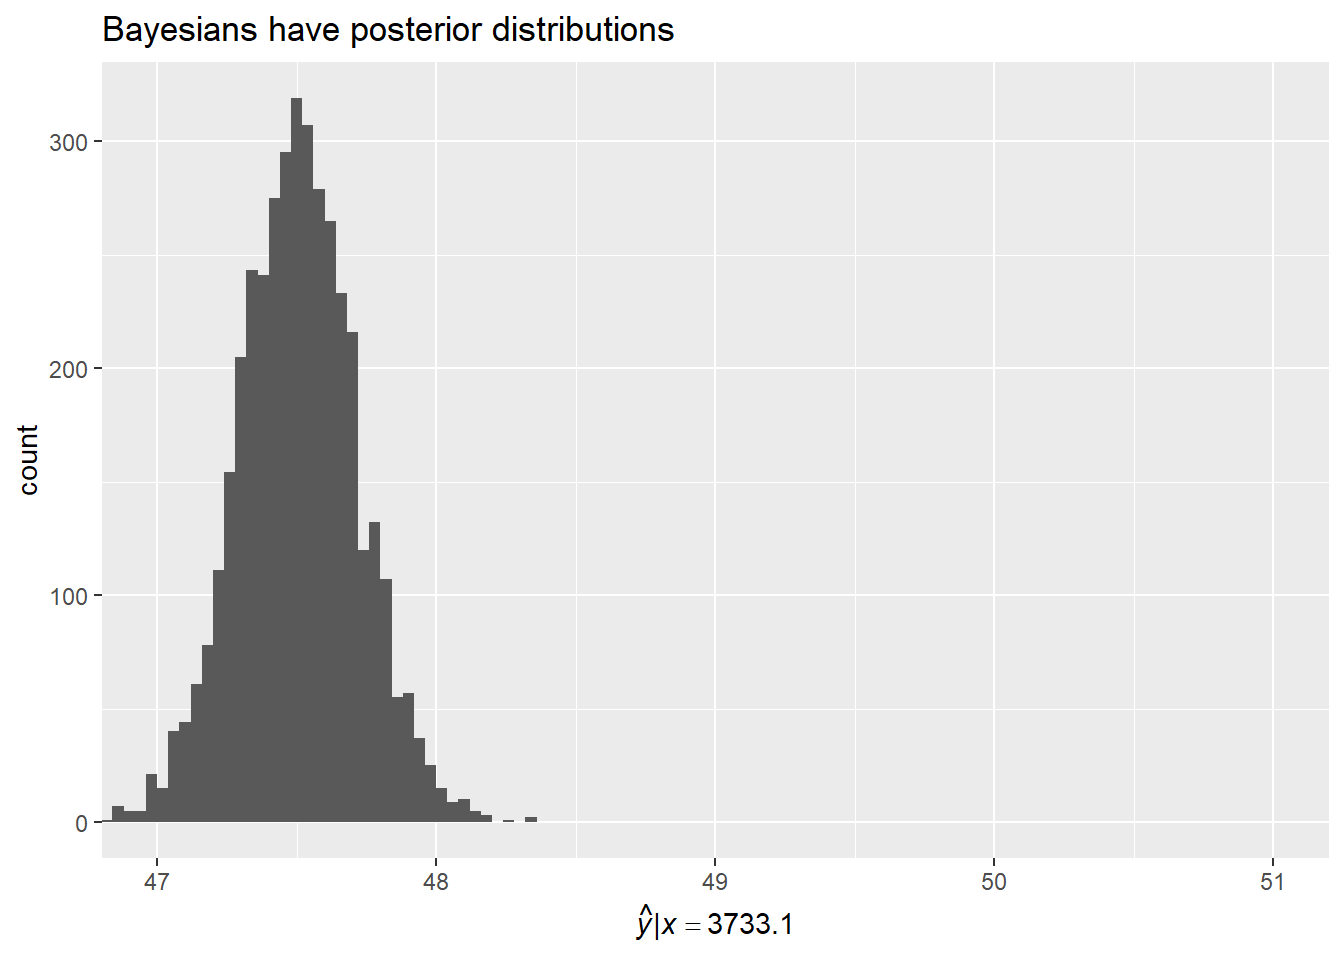 Bayesians have posterior distributions
300
200
100
0
count
47 48 49 50 51
ŷ|x = 3733.1